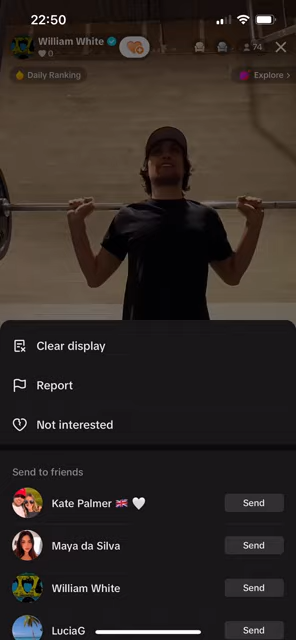 22:50
William White
0
74
Daily Ranking
Explore >
Clear display
Report
Not interested
Send to friends
Kate Palmer 🇬🇧 🤍
Send
Maya da Silva
Send
William White
Send
LuciaG
Send